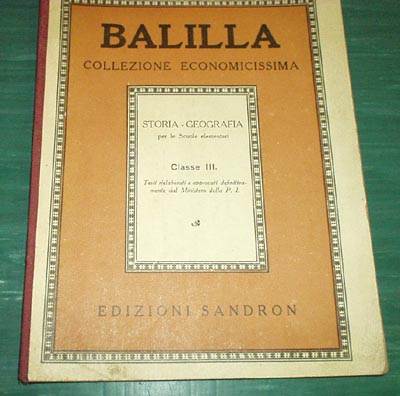 BALILLA
COLLEZIONE ECONOMICISSIMA
STORIA - GEOGRAFIA
per le Scuole elementari
Classe III.
Testi rielaborati e approvati definitiva-
mente dal Ministero della P. I.
EDIZIONI SANDRON